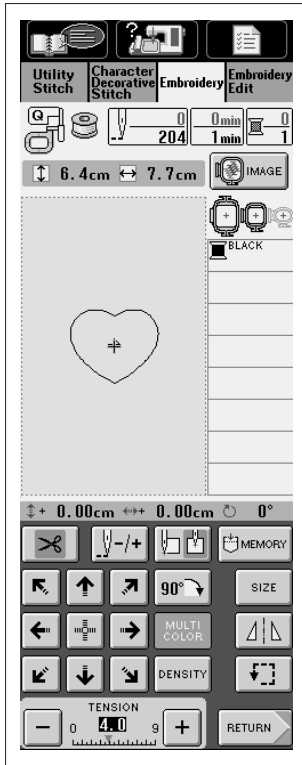 Utility Stitch
Character Decorative Stitch
Embroidery
Embroidery Edit
Q
0
204
0min
1min
0
1
6.4cm 7.7cm
IMAGE
BLACK
+ 0.00cm + 0.00cm 0°
-/+
MEMORY
90°
SIZE
MULTI COLOR
DENSITY
TENSION
- 0 4.0 9 +
RETURN